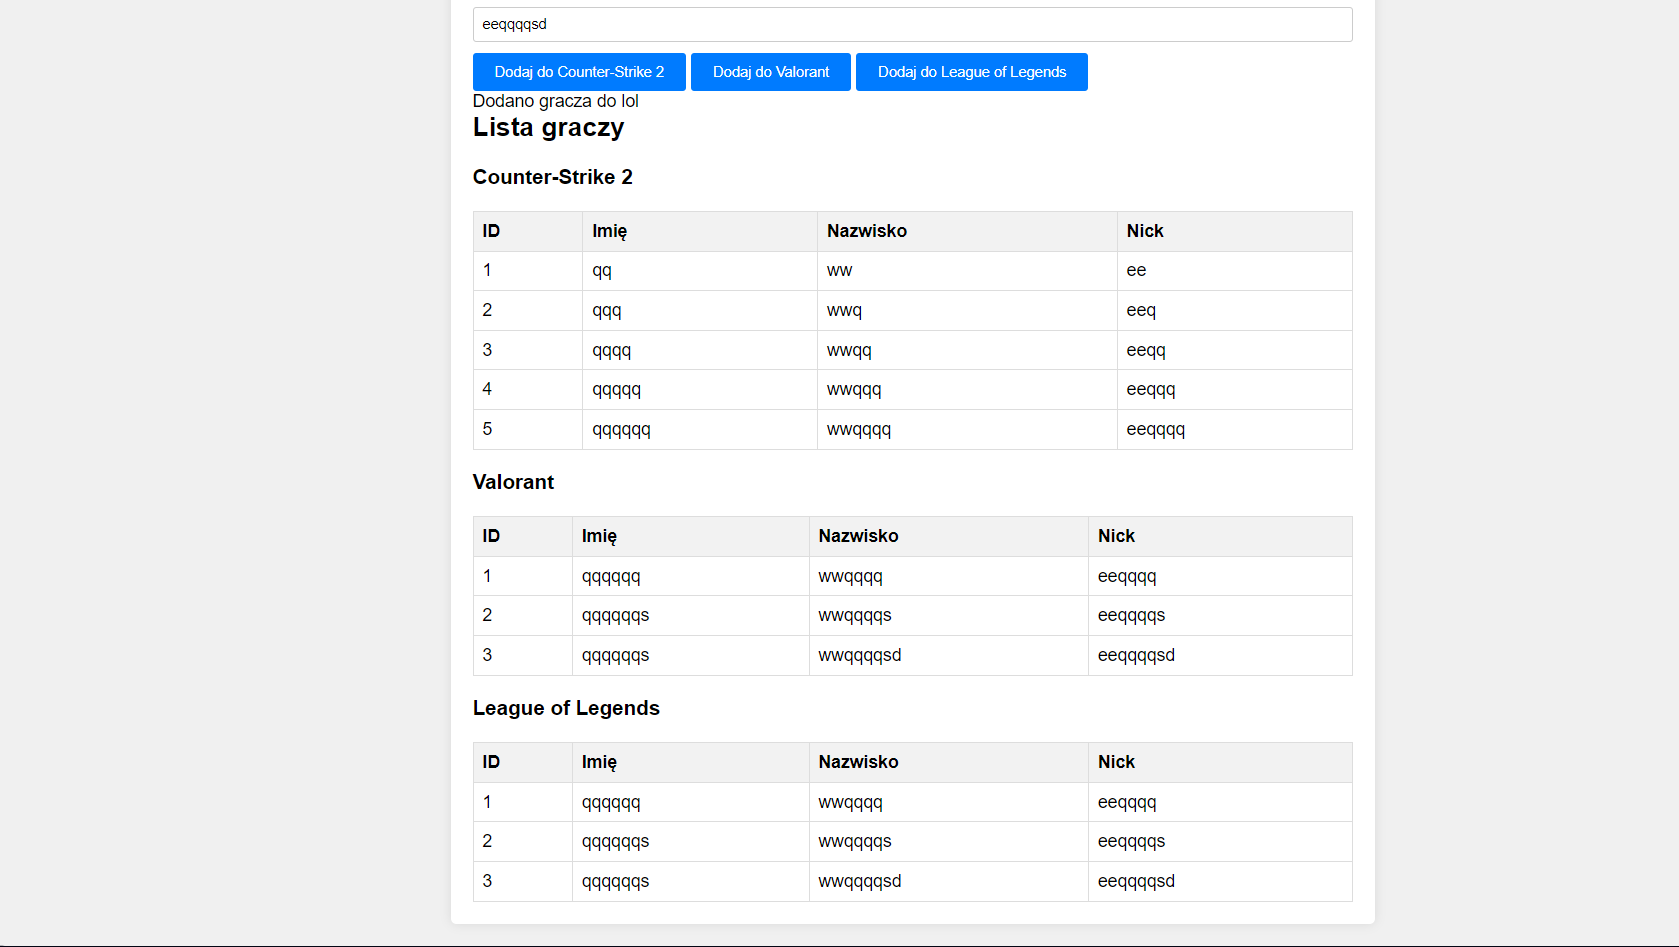 eeqqqqsd
Dodaj do Counter-Strike 2 Dodaj do Valorant Dodaj do League of Legends
Dodano gracza do lol
Lista graczy
Counter-Strike 2
ID Imię Nazwisko Nick
1 qq ww ee
2 qqq wwq eeq
3 qqqq wwqq eeqq
4 qqqqq wwqqq eeqqq
5 qqqqqq wwqqqq eeqqqq
Valorant
ID Imię Nazwisko Nick
1 qqqqqq wwqqqq eeqqqq
2 qqqqqqs wwqqqqs eeqqqqs
3 qqqqqqs wwqqqqsd eeqqqqsd
League of Legends
ID Imię Nazwisko Nick
1 qqqqqq wwqqqq eeqqqq
2 qqqqqqs wwqqqqs eeqqqqs
3 qqqqqqs wwqqqqsd eeqqqqsd